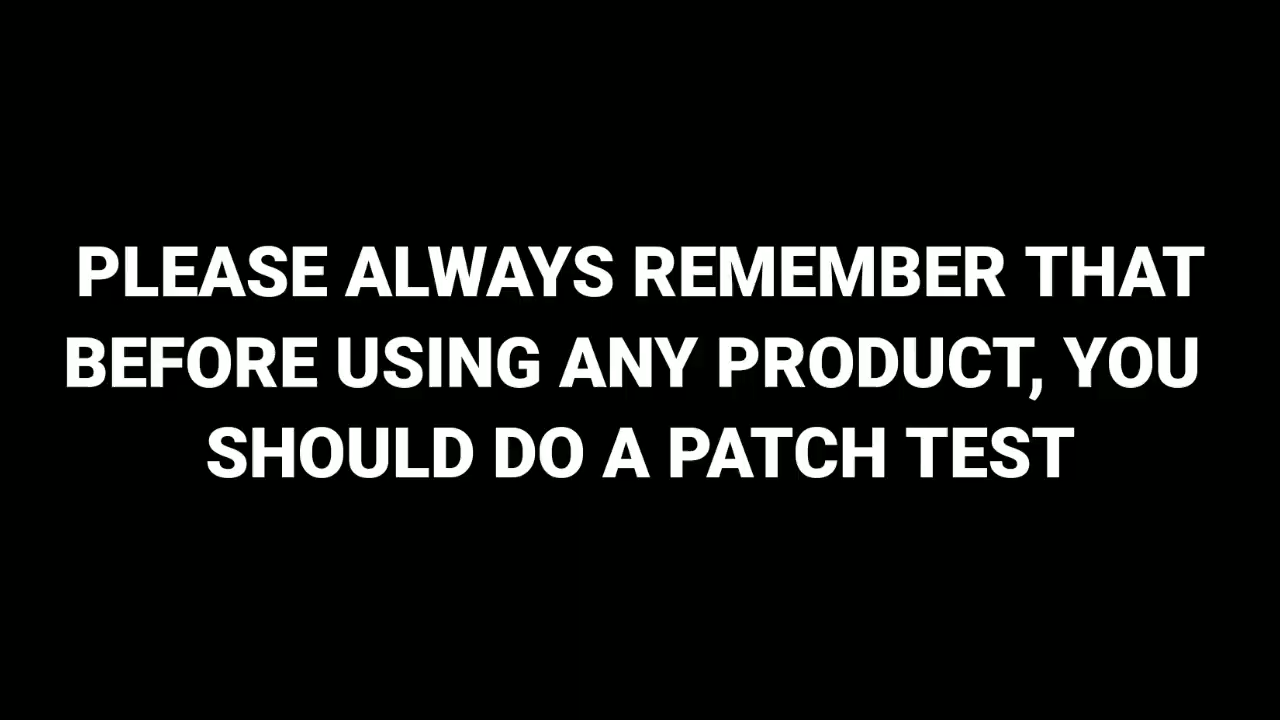 PLEASE ALWAYS REMEMBER THAT
BEFORE USING ANY PRODUCT, YOU
SHOULD DO A PATCH TEST